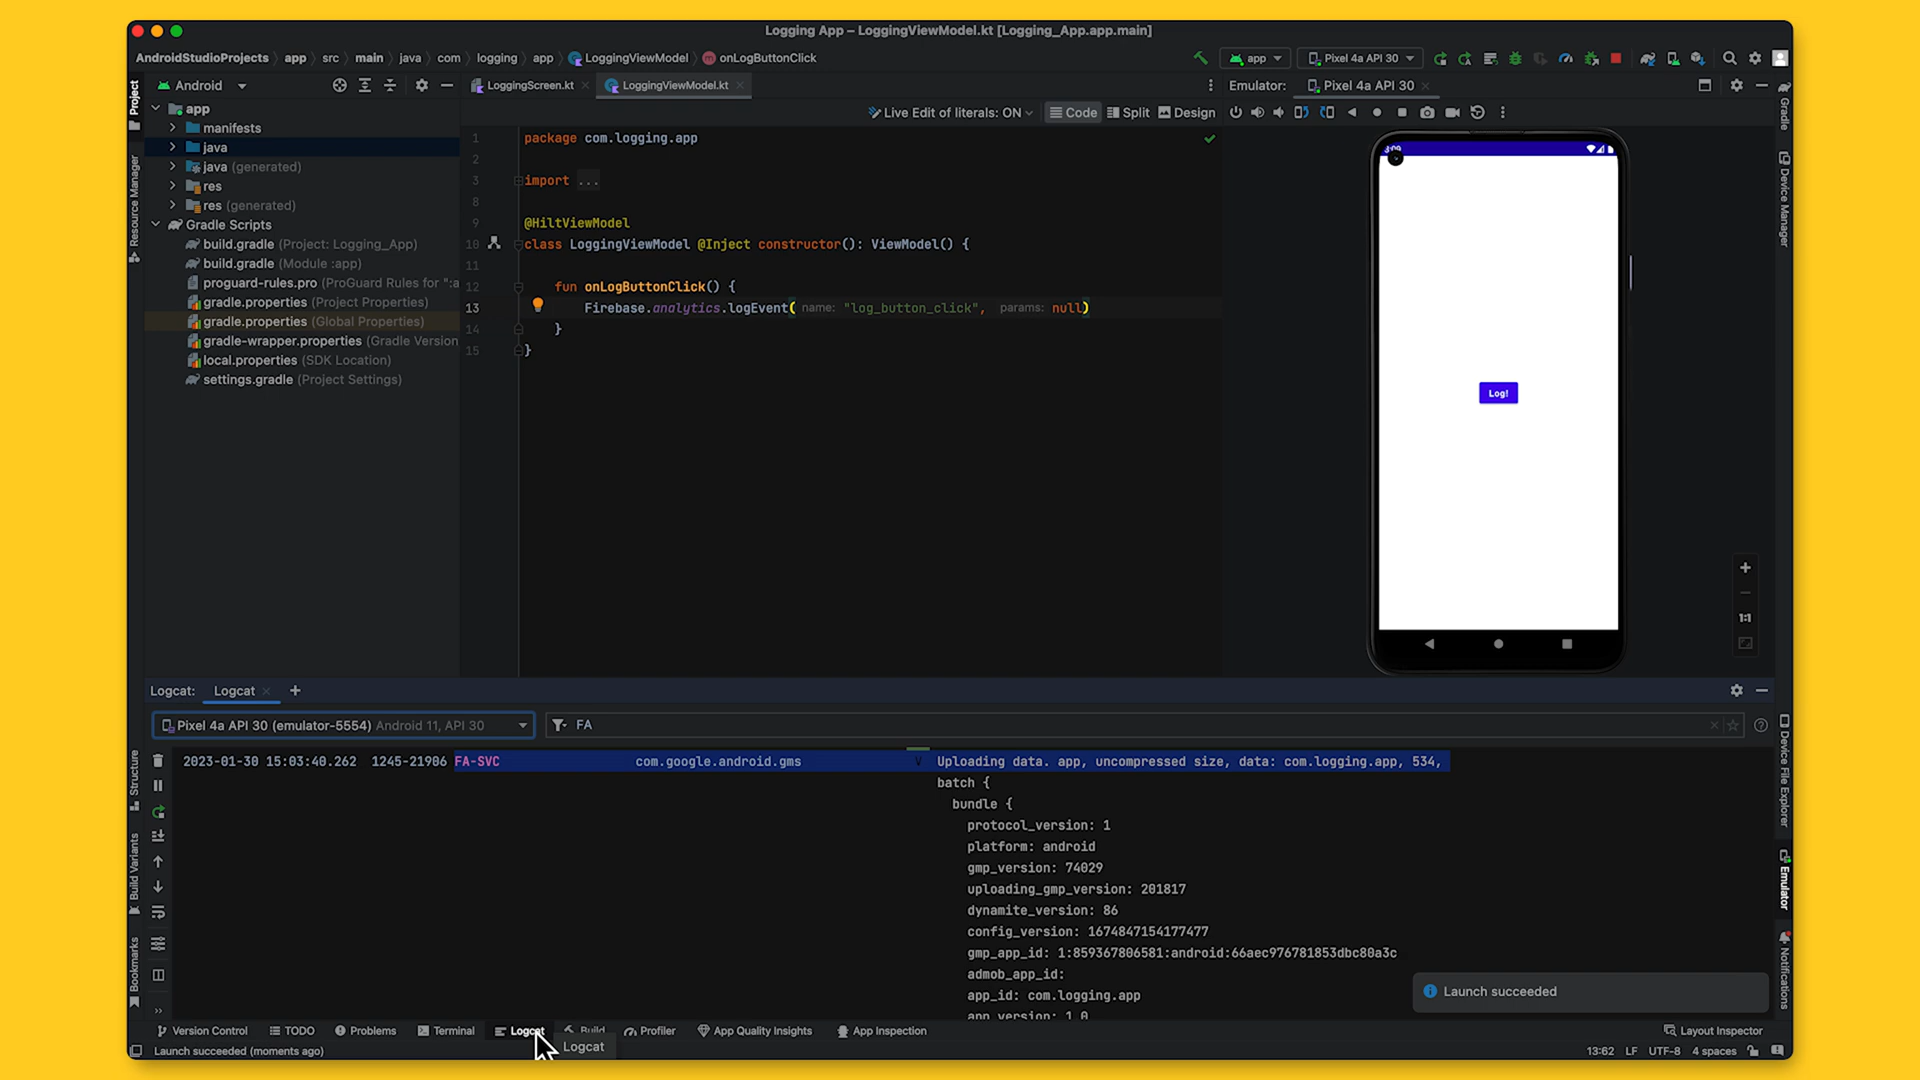 Logging App – LoggingViewModel.kt [Logging_App.app.main]
AndroidStudioProjects app src main java com logging app LoggingViewModel onLogButtonClick
app Pixel 4a API 30
Project
Resource Manager
Structure
Build Variants
Bookmarks
Android
app
manifests
java
java (generated)
res
res (generated)
Gradle Scripts
build.gradle (Project: Logging_App)
build.gradle (Module :app)
proguard-rules.pro (ProGuard Rules for ":a
gradle.properties (Project Properties)
gradle.properties (Global Properties)
gradle-wrapper.properties (Gradle Version
local.properties (SDK Location)
settings.gradle (Project Settings)
LoggingScreen.kt LoggingViewModel.kt
Live Edit of literals: ON Code Split Design
1 package com.logging.app
2
3 import ...
8
9 @HiltViewModel
10 class LoggingViewModel @Inject constructor(): ViewModel() {
11
12 fun onLogButtonClick() {
13 Firebase.analytics.logEvent( name: "log_button_click", params: null)
14 }
15 }
Emulator: Pixel 4a API 30
Log!
1:1
Gradle
Device Manager
Device File Explorer
Emulator
Notifications
Logcat: Logcat
Pixel 4a API 30 (emulator-5554) Android 11, API 30 FA
2023-01-30 15:03:40.262 1245-21906 FA-SVC com.google.android.gms V Uploading data. app, uncompressed size, data: com.logging.app, 534,
batch {
bundle {
protocol_version: 1
platform: android
gmp_version: 74029
uploading_gmp_version: 201817
dynamite_version: 86
config_version: 1674847154177477
gmp_app_id: 1:859367806581:android:66aec976781853dbc80a3c
admob_app_id:
app_id: com.logging.app
app_version: 1.0
Launch succeeded
Version Control TODO Problems Terminal Logcat Build Profiler App Quality Insights App Inspection Layout Inspector
Logcat
Launch succeeded (moments ago) 13:62 LF UTF-8 4 spaces